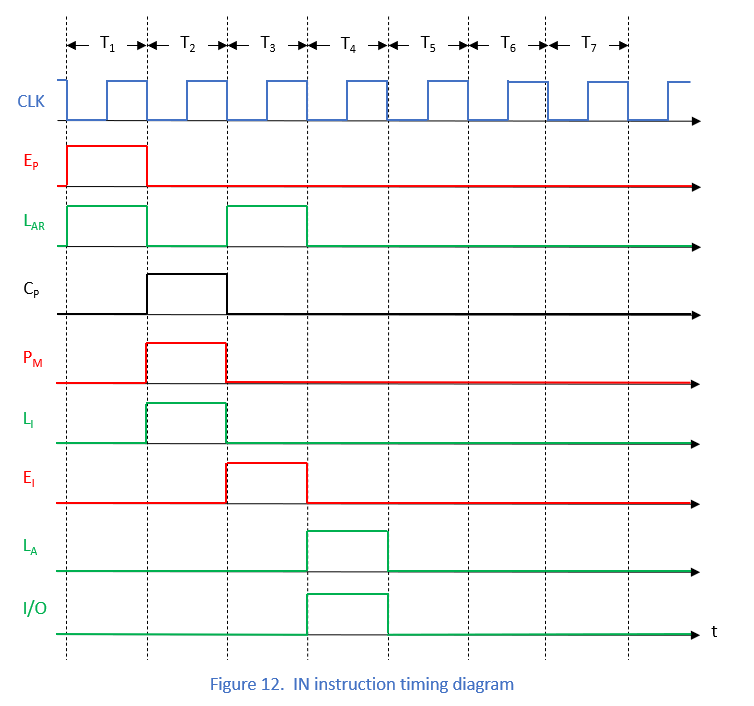 T1 T2 T3 T4 T5 T6 T7
CLK
EP
LAR
CP
PM
LI
EI
LA
I/O
t
Figure 12. IN instruction timing diagram